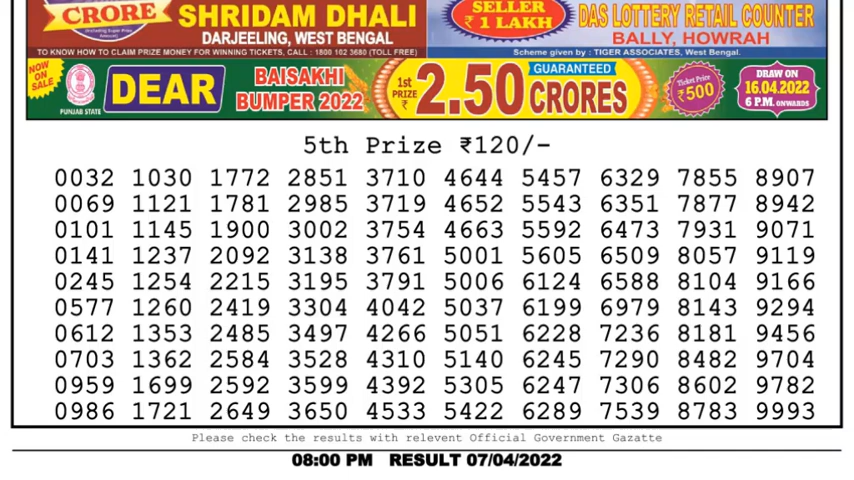 CRORE
SHRIDAM DHALI
DARJEELING, WEST BENGAL
TO KNOW HOW TO CLAIM PRIZE MONEY FOR WINNING TICKETS, CALL : 1800 102 3680 (TOLL FREE)
SELLER
₹ 1 LAKH
DAS LOTTERY RETAIL COUNTER
BALLY, HOWRAH
Scheme given by : TIGER ASSOCIATES, West Bengal.
NOW ON SALE
PUNJAB STATE
DEAR
BAISAKHI
BUMPER 2022
1st PRIZE ₹
2.50
GUARANTEED
CRORES
Ticket Price
₹500
DRAW ON
16.04.2022
6 P.M. ONWARDS
5th Prize ₹120/-
0032 1030 1772 2851 3710 4644 5457 6329 7855 8907
0069 1121 1781 2985 3719 4652 5543 6351 7877 8942
0101 1145 1900 3002 3754 4663 5592 6473 7931 9071
0141 1237 2092 3138 3761 5001 5605 6509 8057 9119
0245 1254 2215 3195 3791 5006 6124 6588 8104 9166
0577 1260 2419 3304 4042 5037 6199 6979 8143 9294
0612 1353 2485 3497 4266 5051 6228 7236 8181 9456
0703 1362 2584 3528 4310 5140 6245 7290 8482 9704
0959 1699 2592 3599 4392 5305 6247 7306 8602 9782
0986 1721 2649 3650 4533 5422 6289 7539 8783 9993
Please check the results with relevent Official Government Gazatte
08:00 PM RESULT 07/04/2022